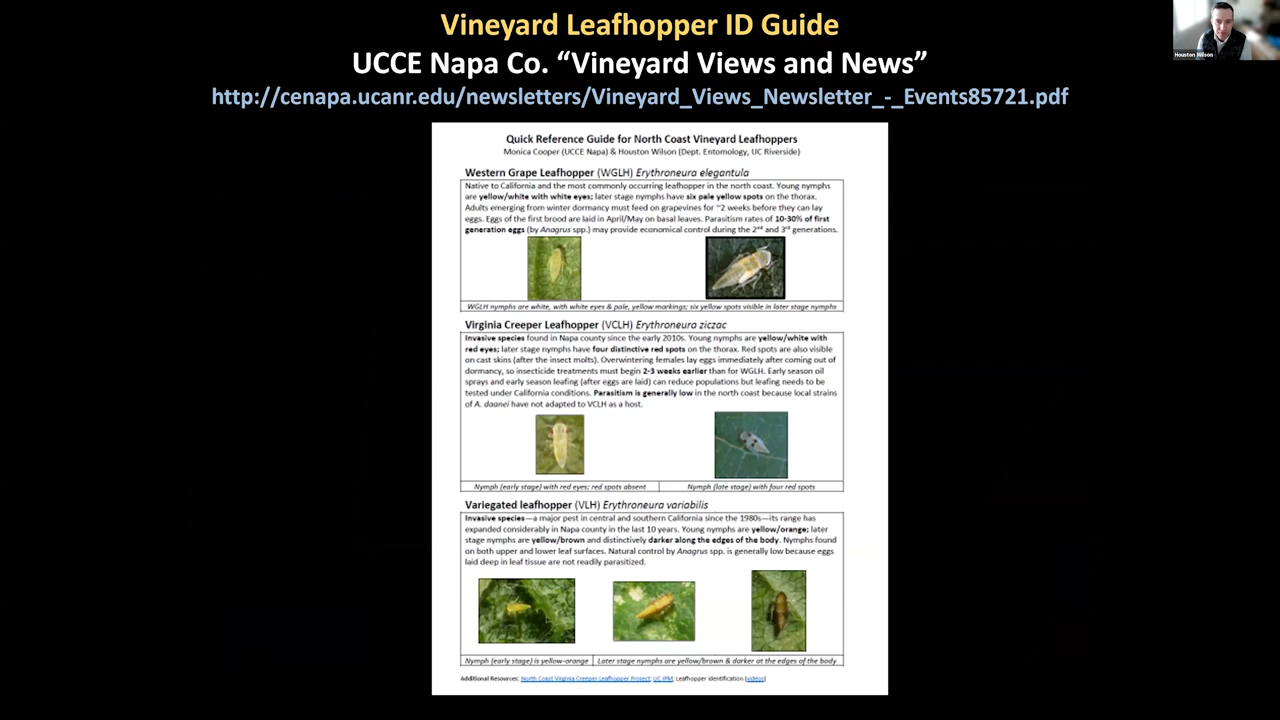 Vineyard Leafhopper ID Guide
UCCE Napa Co. “Vineyard Views and News”
http://cenapa.ucanr.edu/newsletters/Vineyard_Views_Newsletter_-_Events85721.pdf
Houston Wilson
Quick Reference Guide for North Coast Vineyard Leafhoppers
Monica Cooper (UCCE Napa) & Houston Wilson (Dept. Entomology, UC Riverside)
Western Grape Leafhopper (WGLH) Erythroneura elegantula
Native to California and the most commonly occurring leafhopper in the north coast. Young nymphs
are yellow/white with white eyes; later stage nymphs have six pale yellow spots on the thorax.
Adults emerging from winter dormancy must feed on grapevines for ~2 weeks before they can lay
eggs. Eggs of the first brood are laid in April/May on basal leaves. Parasitism rates of 10-30% of first
generation eggs (by Anagrus spp.) may provide economical control during the 2nd and 3rd generations.
WGLH nymphs are white, with white eyes & pale, yellow markings; six yellow spots visible in later stage nymphs
Virginia Creeper Leafhopper (VCLH) Erythroneura ziczac
Invasive species found in Napa county since the early 2010s. Young nymphs are yellow/white with
red eyes; later stage nymphs have four distinctive red spots on the thorax. Red spots are also visible
on cast skins (after the insect molts). Overwintering females lay eggs immediately after coming out of
dormancy, so insecticide treatments must begin 2-3 weeks earlier than for WGLH. Early season oil
sprays and early season leafing (after eggs are laid) can reduce populations but leafing needs to be
tested under California conditions. Parasitism is generally low in the north coast because local strains
of A. daanei have not adapted to VCLH as a host.
Nymph (early stage) with red eyes; red spots absent
Nymph (late stage) with four red spots
Variegated leafhopper (VLH) Erythroneura variabilis
Invasive species—a major pest in central and southern California since the 1980s—its range has
expanded considerably in Napa county in the last 10 years. Young nymphs are yellow/orange; later
stage nymphs are yellow/brown and distinctively darker along the edges of the body. Nymphs found
on both upper and lower leaf surfaces. Natural control by Anagrus spp. is generally low because eggs
laid deep in leaf tissue are not readily parasitized.
Nymph (early stage) is yellow-orange
Later stage nymphs are yellow/brown & darker at the edges of the body
Additional Resources: North Coast Virginia Creeper Leafhopper Project; UC IPM; Leafhopper identification (videos)